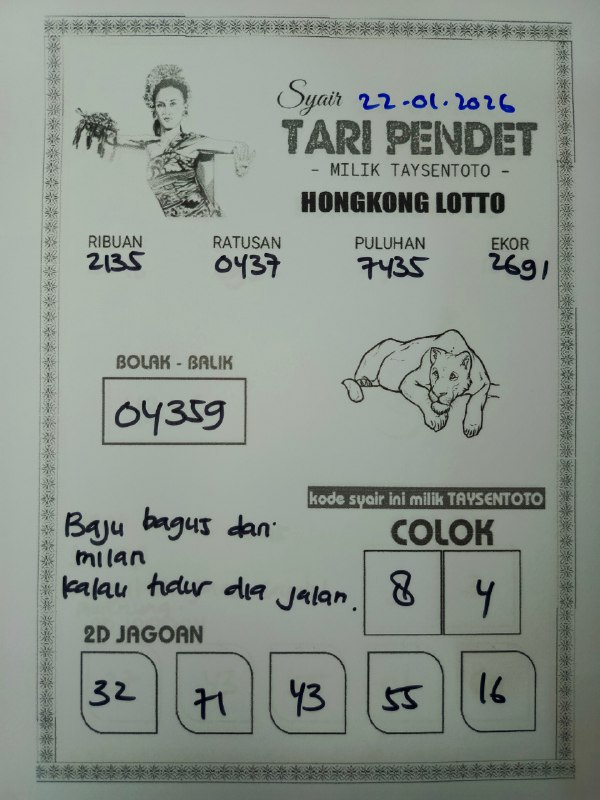 Syair 22-01-2026
TARI PENDET
- MILIK TAYSENTOTO -
HONGKONG LOTTO
RIBUAN RATUSAN PULUHAN EKOR
2135 0437 7435 2691
BOLAK - BALIK
04359
kode syair ini milik TAYSENTOTO
COLOK
8 4
Baju bagus dari
milan
kalau tidur dia jalan.
2D JAGOAN
32 71 43 55 16